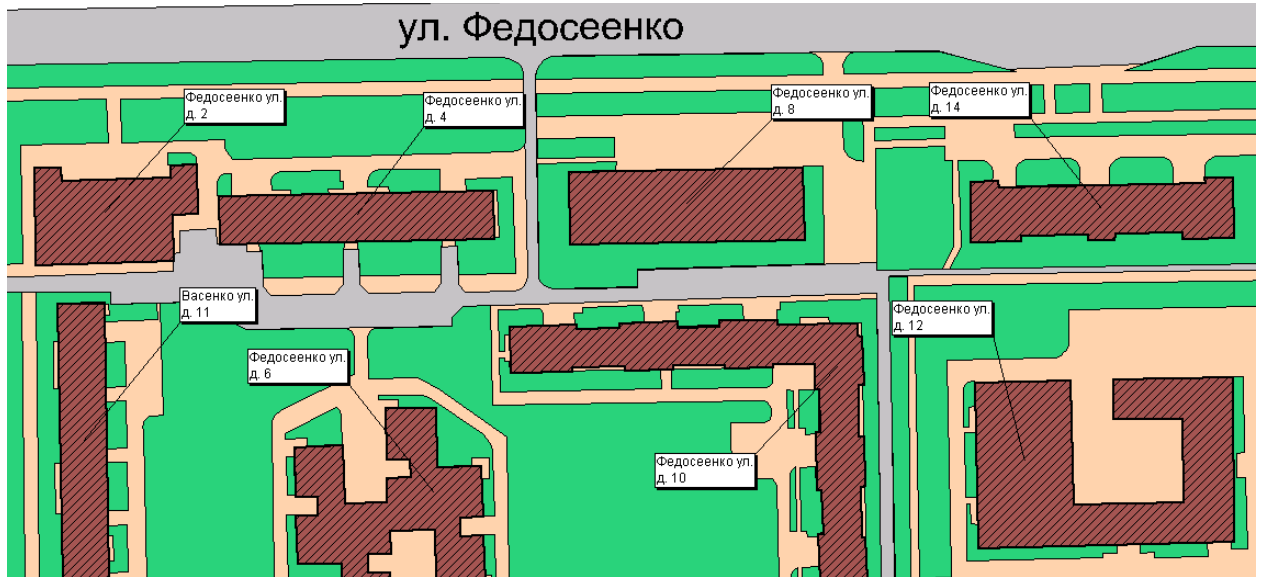 ул. Федосеенко
Федосеенко ул.
д. 2
Федосеенко ул.
д. 4
Федосеенко ул.
д. 8
Федосеенко ул.
д. 14
Васенко ул.
д. 11
Федосеенко ул.
д. 6
Федосеенко ул.
д. 10
Федосеенко ул.
д. 12